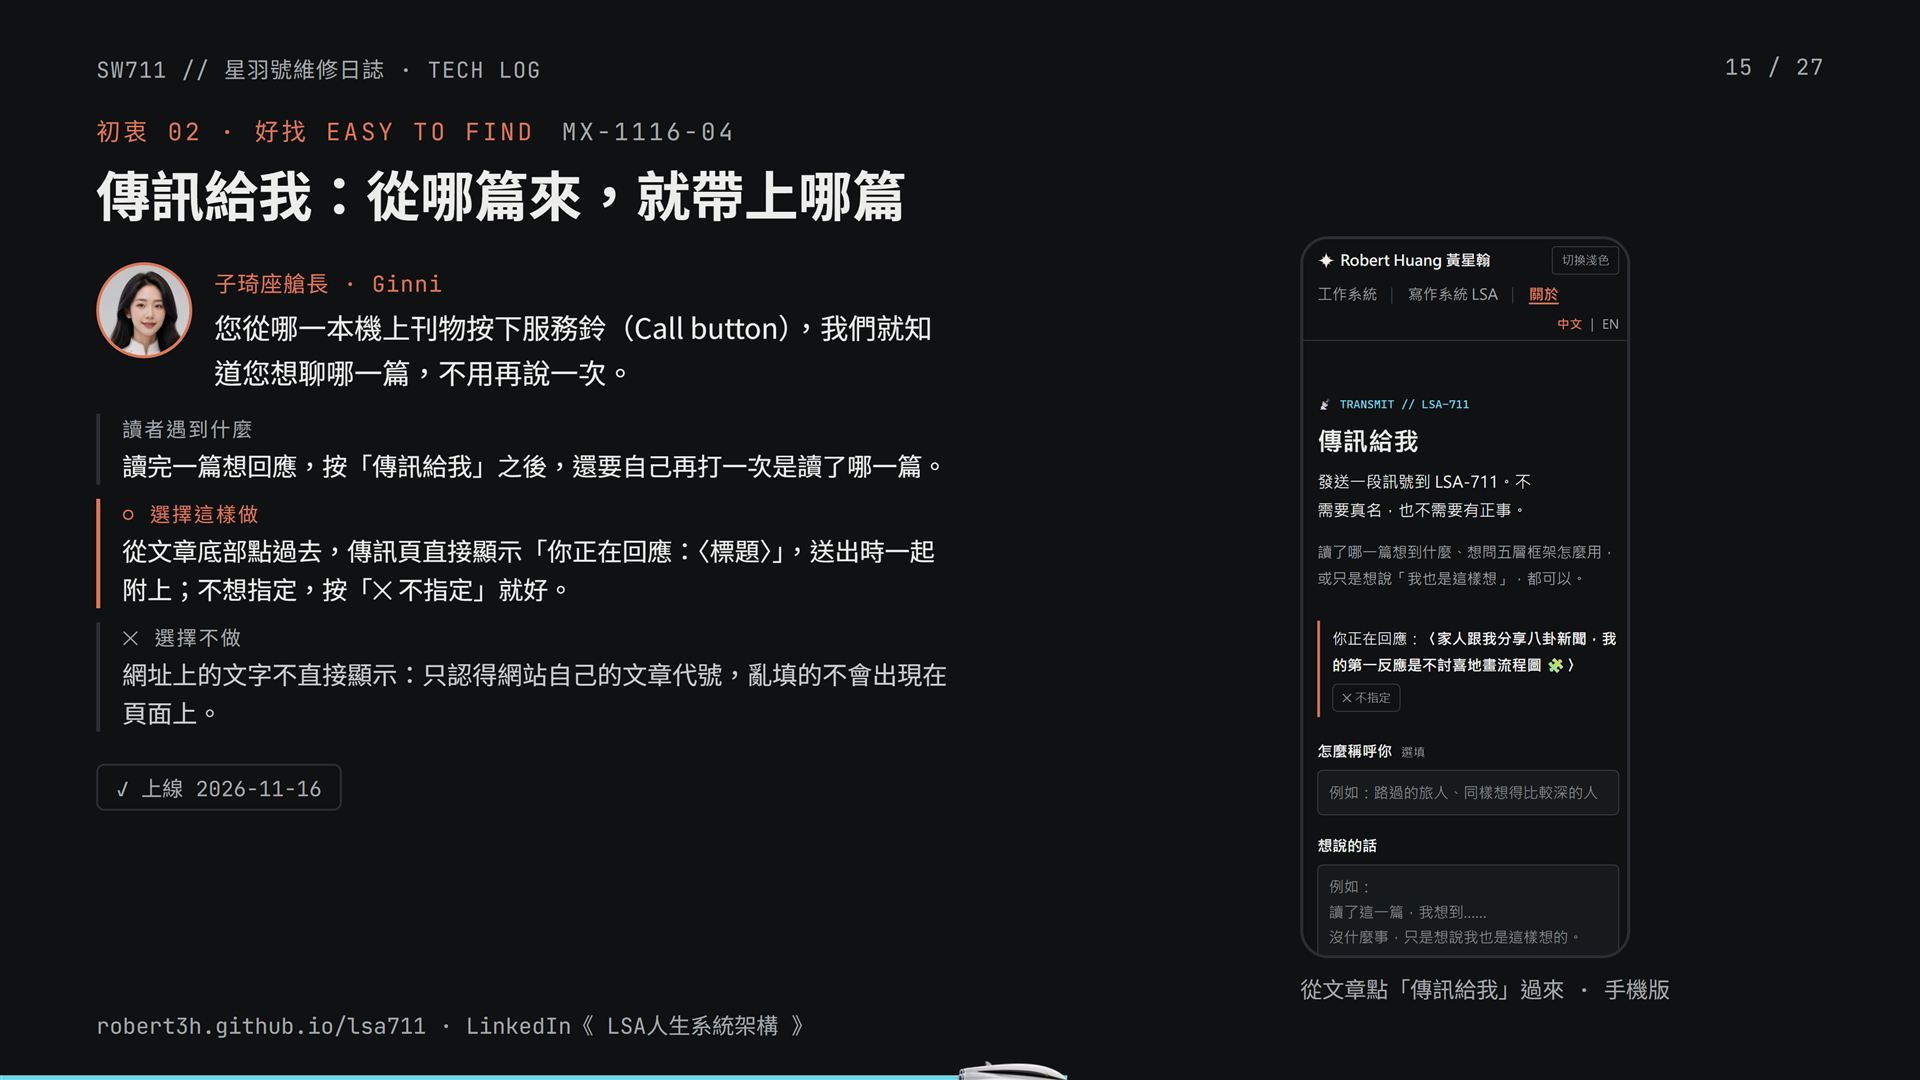 SW711 // 星羽號維修日誌 · TECH LOG
15 / 27
初衷 02 · 好找 EASY TO FIND MX-1116-04
傳訊給我：從哪篇來，就帶上哪篇
子琦座艙長 · Ginni
您從哪一本機上刊物按下服務鈴（Call button），我們就知
道您想聊哪一篇，不用再說一次。
讀者遇到什麼
讀完一篇想回應，按「傳訊給我」之後，還要自己再打一次是讀了哪一篇。
○ 選擇這樣做
從文章底部點過去，傳訊頁直接顯示「你正在回應：〈標題〉」，送出時一起
附上；不想指定，按「✕ 不指定」就好。
✕ 選擇不做
網址上的文字不直接顯示：只認得網站自己的文章代號，亂填的不會出現在
頁面上。
✓ 上線 2026-11-16
✦ Robert Huang 黃星翰
切換淺色
工作系統 | 寫作系統 LSA | 關於
中文 | EN
TRANSMIT // LSA-711
傳訊給我
發送一段訊號到 LSA-711。不
需要真名，也不需要有正事。
讀了哪一篇想到什麼、想問五層框架怎麼用，
或只是想說「我也是這樣想」，都可以。
你正在回應：〈家人跟我分享八卦新聞，我
的第一反應是不討喜地畫流程圖 🧩〉
✕ 不指定
怎麼稱呼你 選填
例如：路過的旅人、同樣想得比較深的人
想說的話
例如：
讀了這一篇，我想到……
沒什麼事，只是想說我也是這樣想的。
從文章點「傳訊給我」過來 · 手機版
robert3h.github.io/lsa711 · LinkedIn《 LSA人生系統架構 》